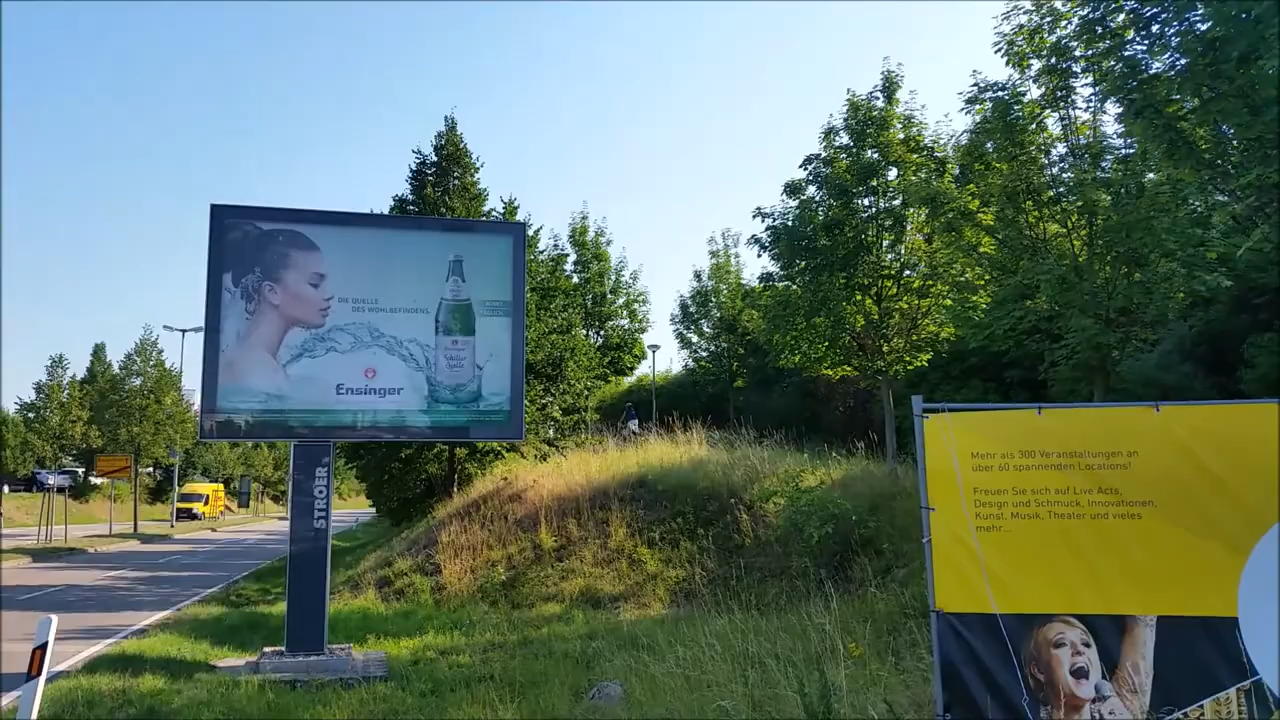 DIE QUELLE
DES WOHLBEFINDENS.
Ensinger
Schiller
Quelle
STRÖER
Mehr als 300 Veranstaltungen an
über 60 spannenden Locations!
Freuen Sie sich auf Live Acts,
Design und Schmuck, Innovationen,
Kunst, Musik, Theater und vieles
mehr...